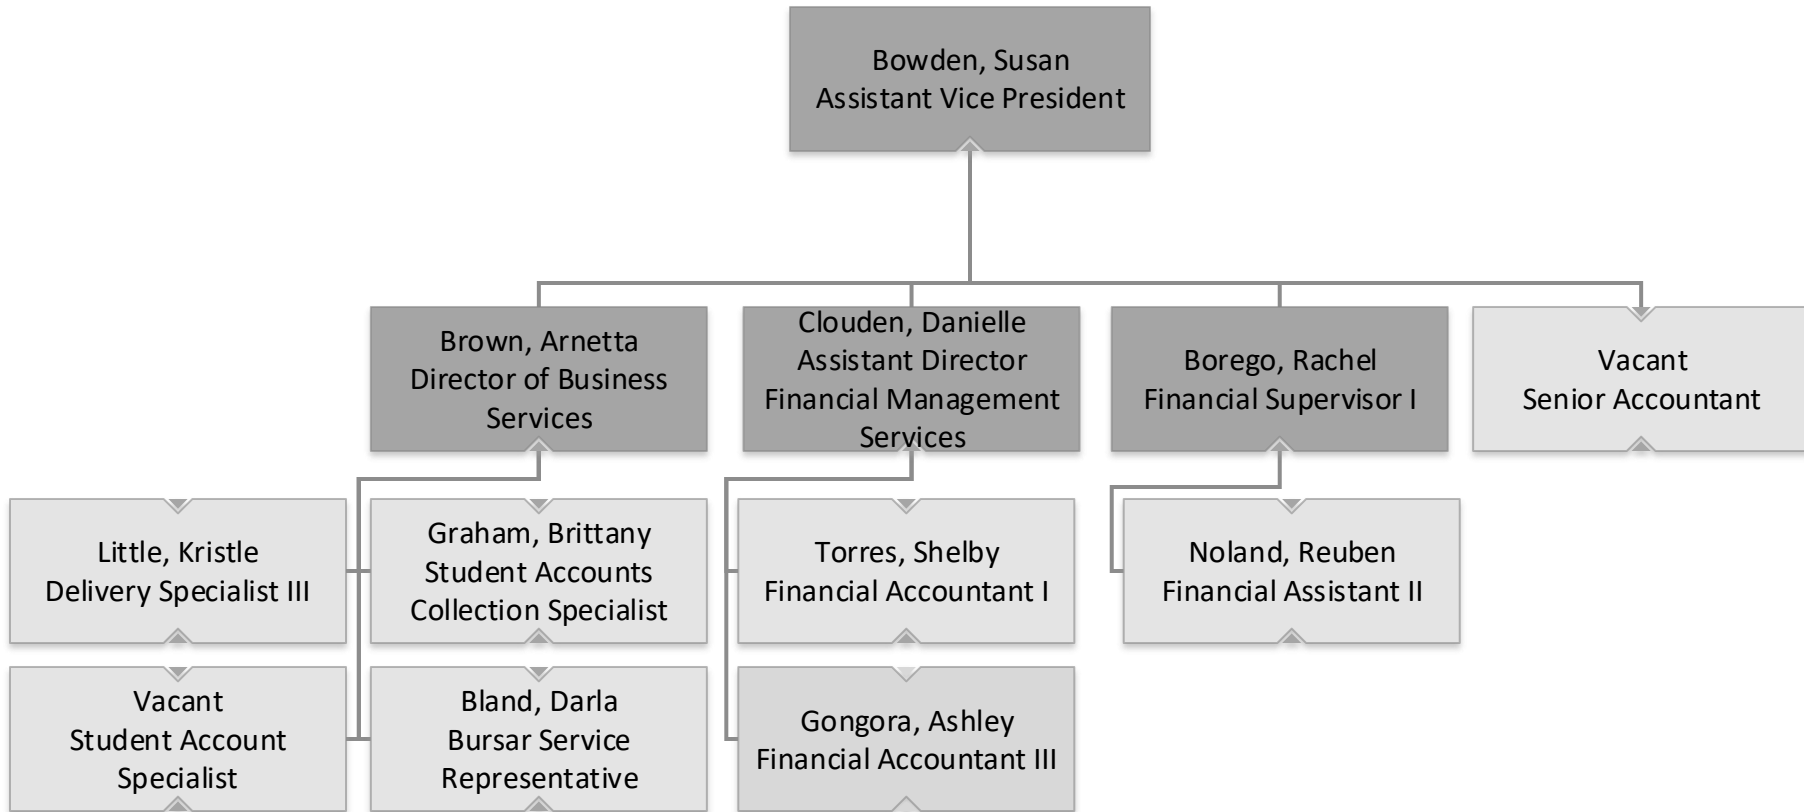 Bowden, Susan
Assistant Vice President
Brown, Arnetta
Director of Business
Services
Clouden, Danielle
Assistant Director
Financial Management
Services
Borego, Rachel
Financial Supervisor I
Vacant
Senior Accountant
Little, Kristle
Delivery Specialist III
Graham, Brittany
Student Accounts
Collection Specialist
Torres, Shelby
Financial Accountant I
Noland, Reuben
Financial Assistant II
Vacant
Student Account
Specialist
Bland, Darla
Bursar Service
Representative
Gongora, Ashley
Financial Accountant III